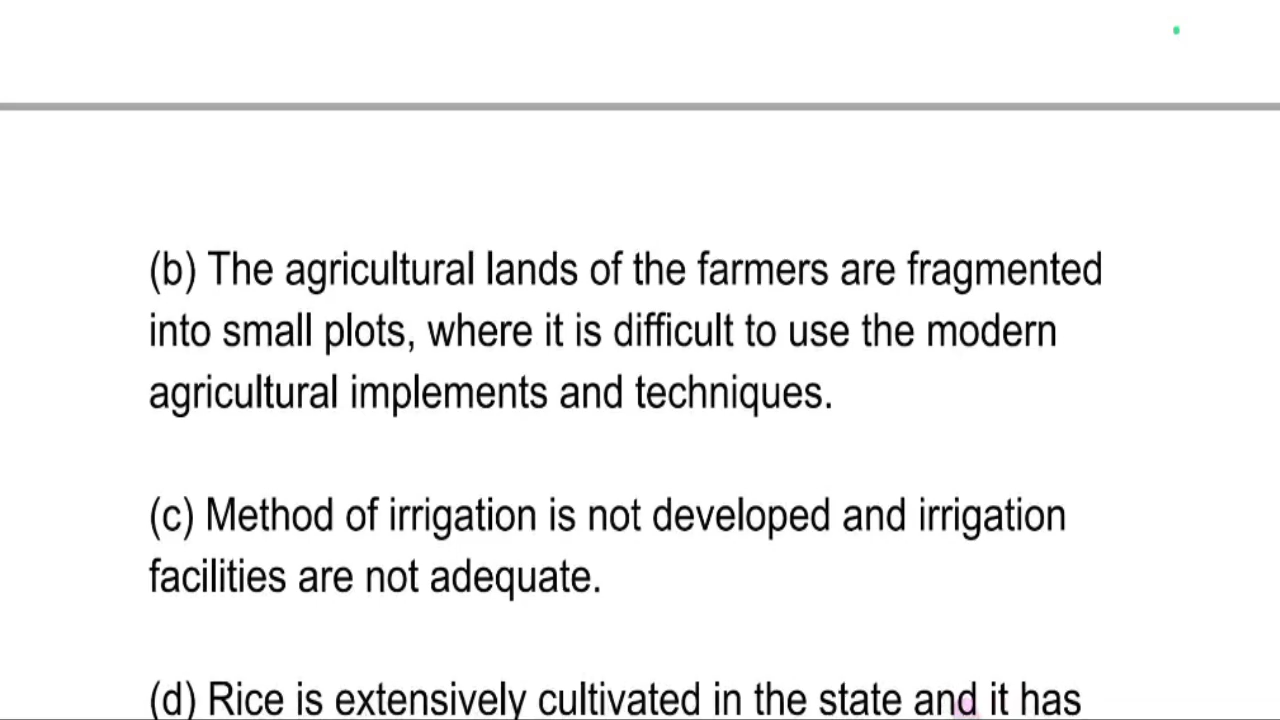 (b) The agricultural lands of the farmers are fragmented
into small plots, where it is difficult to use the modern
agricultural implements and techniques.
(c) Method of irrigation is not developed and irrigation
facilities are not adequate.
(d) Rice is extensively cultivated in the state and it has